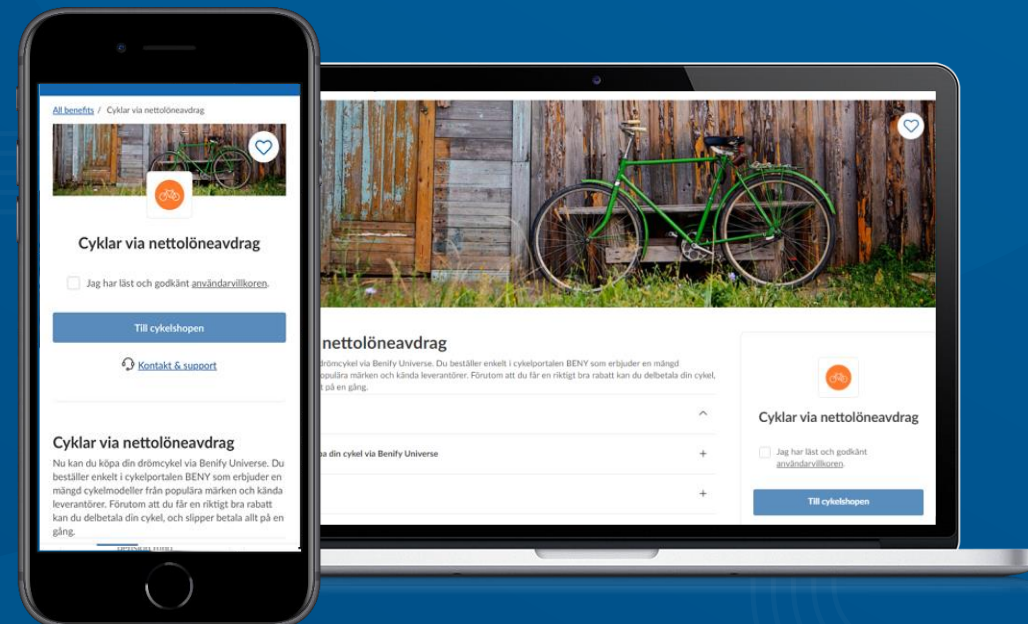 All benefits / Cyklar via nettolöneavdrag
Cyklar via nettolöneavdrag
Jag har läst och godkänt användarvillkoren.
Till cykelshopen
Kontakt & support
Cyklar via nettolöneavdrag
Nu kan du köpa din drömcykel via Benify Universe. Du
beställer enkelt i cykelportalen BENY som erbjuder en
mängd cykelmodeller från populära märken och kända
leverantörer. Förutom att du får en riktigt bra rabatt
kan du delbetala din cykel, och slipper betala allt på en
gång.
nettolöneavdrag
drömcykel via Benify Universe. Du beställer enkelt i cykelportalen BENY som erbjuder en mängd
populära märken och kända leverantörer. Förutom att du får en riktigt bra rabatt kan du delbetala din cykel,
t på en gång.
pa din cykel via Benify Universe
+
+
Cyklar via nettolöneavdrag
Jag har läst och godkänt
användarvillkoren.
Till cykelshopen